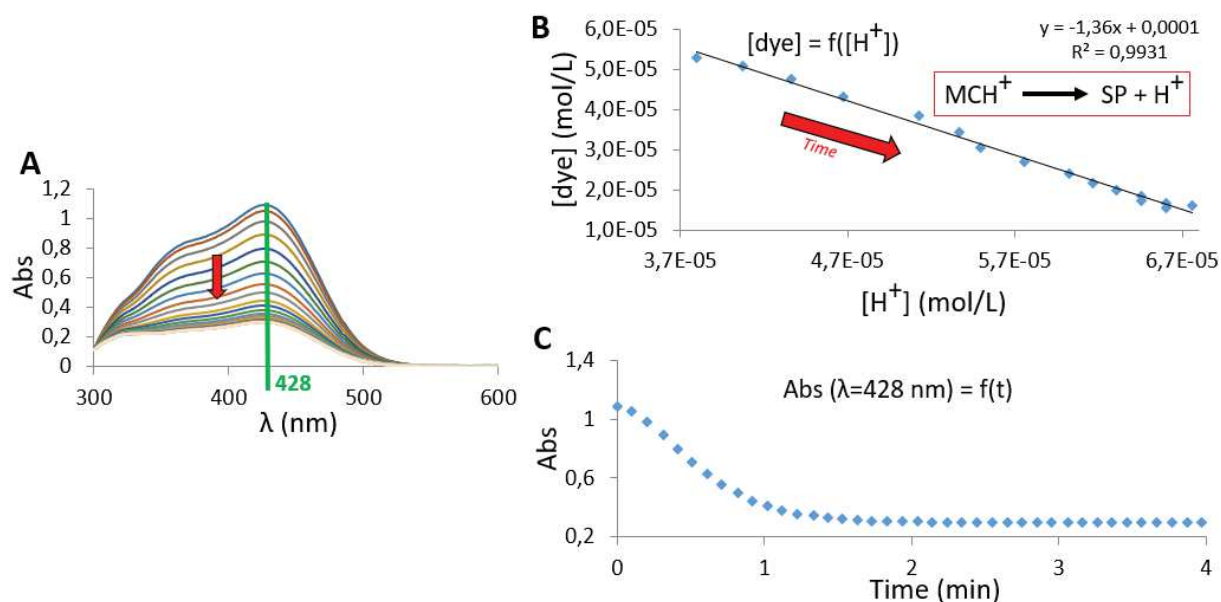 A
1,2
1
0,8
0,6
0,4
0,2
0
Abs
300
400
500
600
428
λ (nm)
B
6,0E-05
5,0E-05
4,0E-05
3,0E-05
2,0E-05
1,0E-05
[dye] (mol/L)
[dye] = f([H+])
y = -1,36x + 0,0001
R² = 0,9931
MCH+ SP + H+
Time
3,7E-05
4,7E-05
5,7E-05
6,7E-05
[H+] (mol/L)
C
1,4
1
0,6
0,2
Abs
Abs (λ=428 nm) = f(t)
0
1
2
3
4
Time (min)